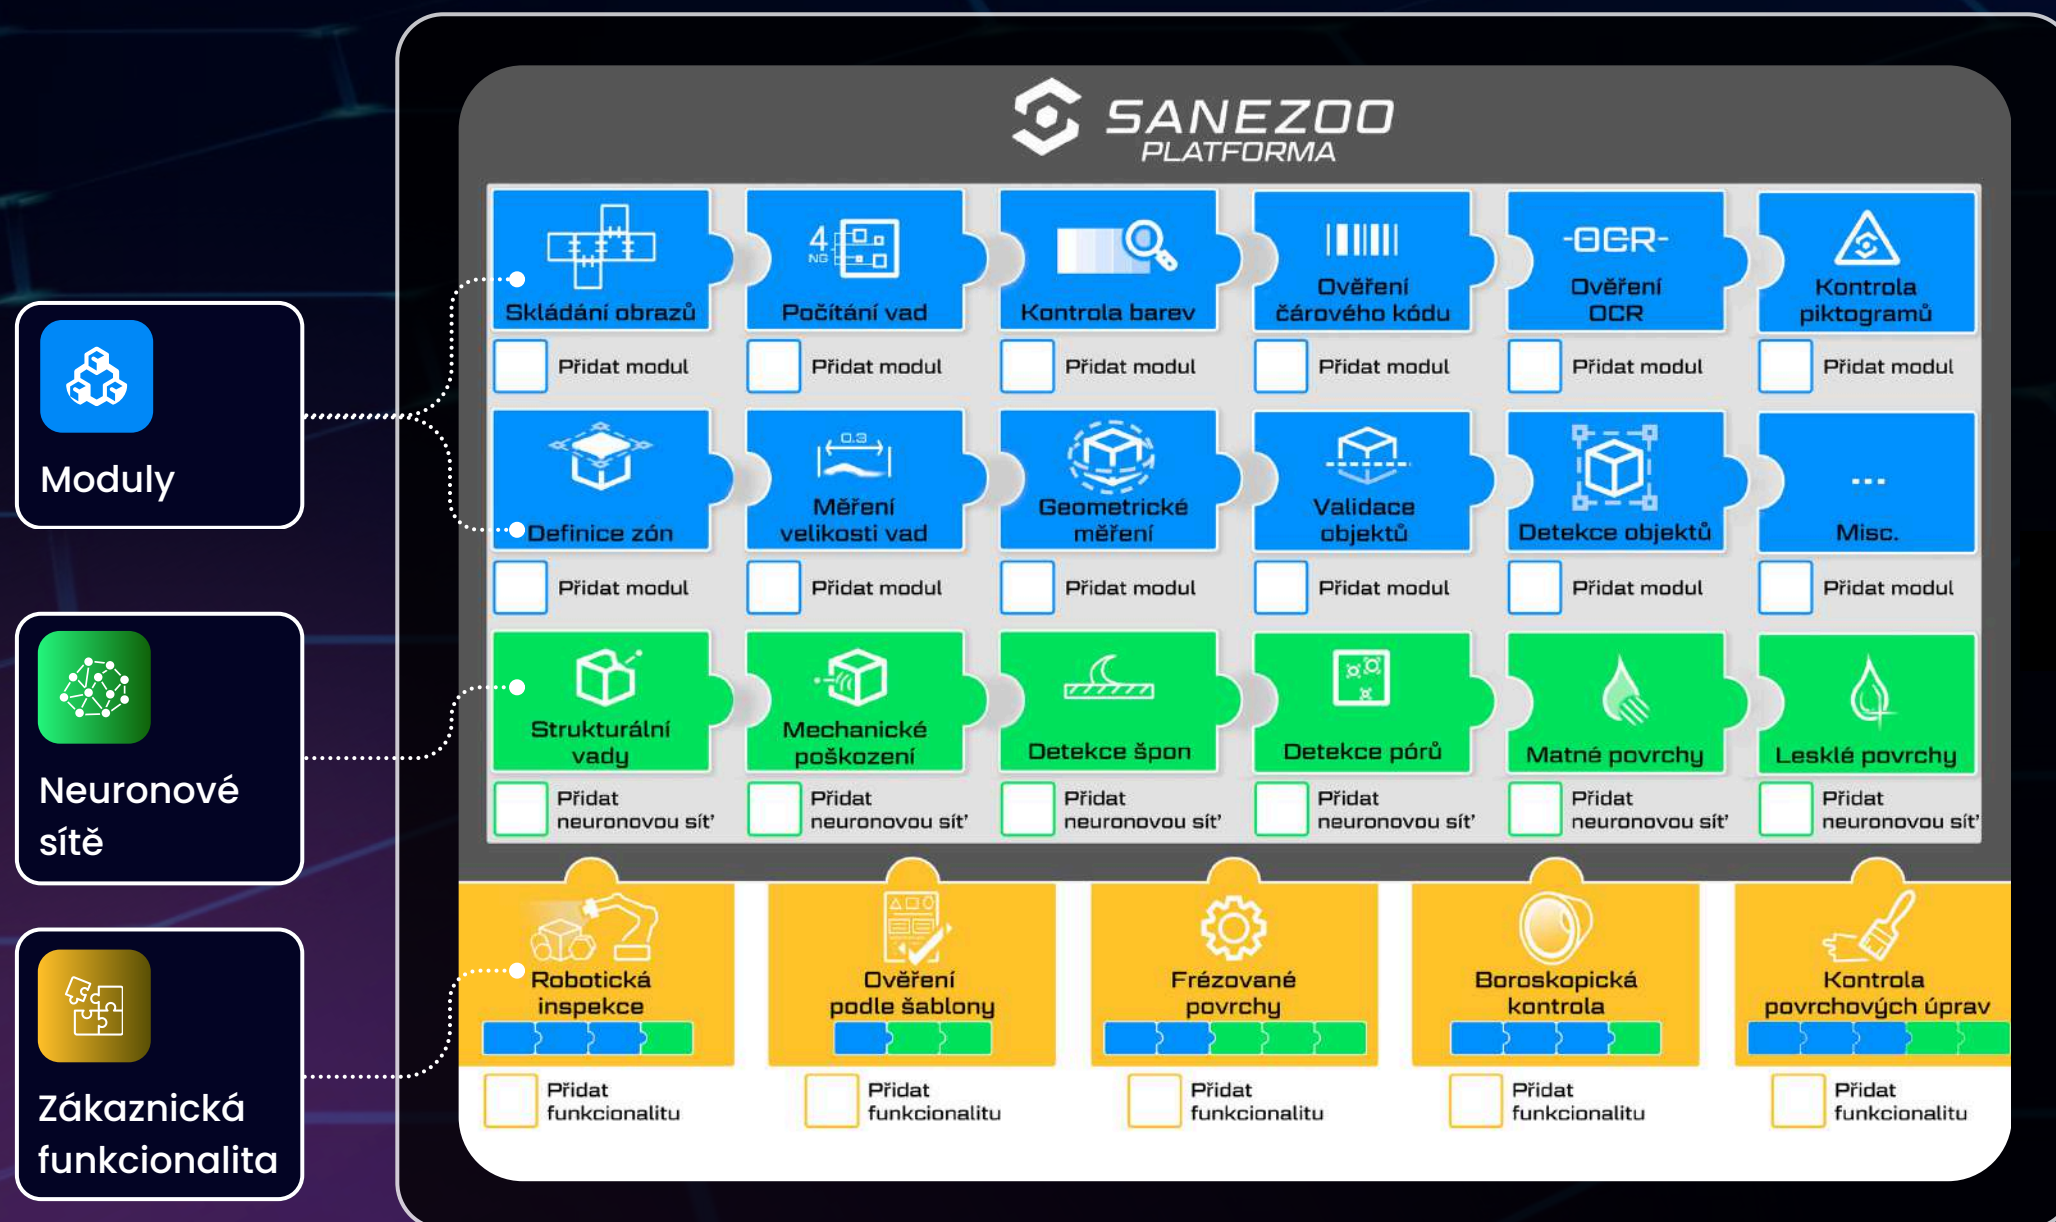 SANEZOO
PLATFORMA
Skládání obrazů
4
NG
Počítání vad
Kontrola barev
Ověření
čárového kódu
-OCR-
Ověření
OCR
Kontrola
piktogramů
Přidat modul
Přidat modul
Přidat modul
Přidat modul
Přidat modul
Přidat modul
Moduly
Definice zón
0.3
Měření
velikosti vad
Geometrické
měření
Validace
objektů
Detekce objektů
...
Misc.
Přidat modul
Přidat modul
Přidat modul
Přidat modul
Přidat modul
Přidat modul
Neuronové
sítě
Strukturální
vady
Mechanické
poškození
Detekce špon
Detekce pórů
Matné povrchy
Lesklé povrchy
Přidat
neuronovou síť
Přidat
neuronovou síť
Přidat
neuronovou síť
Přidat
neuronovou síť
Přidat
neuronovou síť
Přidat
neuronovou síť
Zákaznická
funkcionalita
Robotická
inspekce
Ověření
podle šablony
Frézované
povrchy
Boroskopická
kontrola
Kontrola
povrchových úprav
Přidat
funkcionalitu
Přidat
funkcionalitu
Přidat
funkcionalitu
Přidat
funkcionalitu
Přidat
funkcionalitu